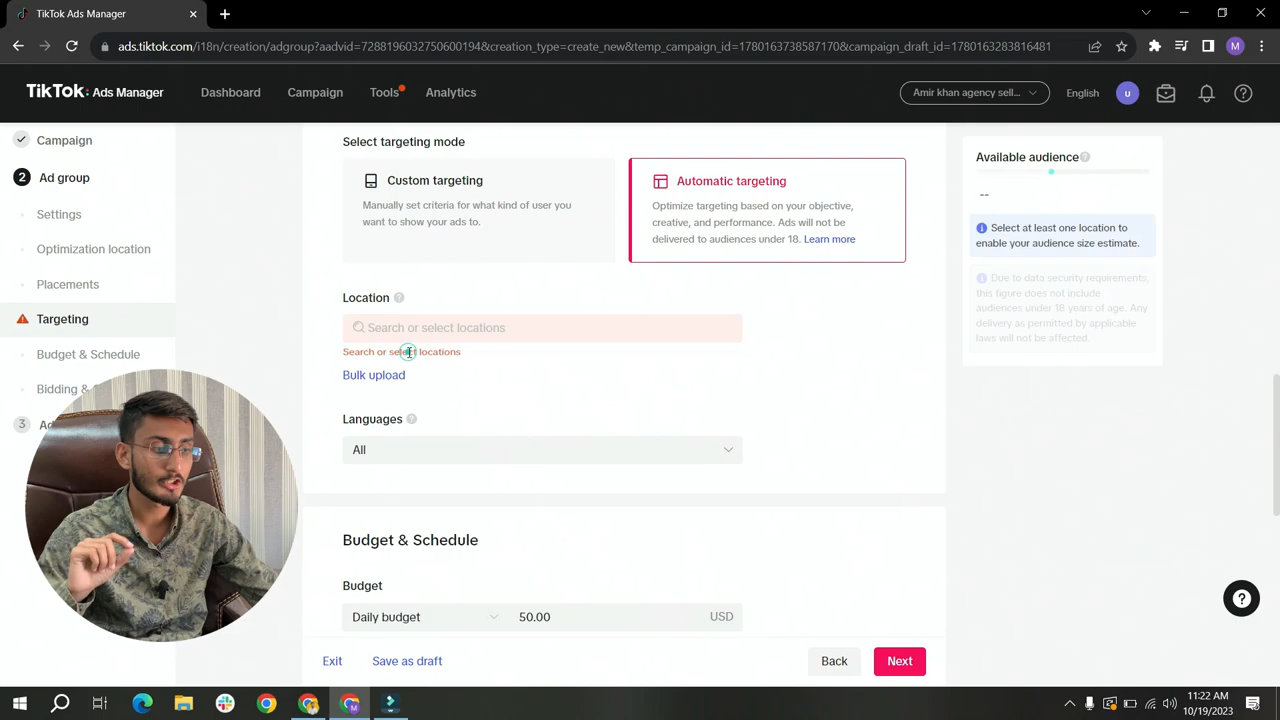 TikTok Ads Manager
ads.tiktok.com/i18n/creation/adgroup?aadvid=7288196032750600194&creation_type=create_new&temp_campaign_id=1780163738587170&campaign_draft_id=1780163283816481
M
TikTok: Ads Manager
Dashboard
Campaign
Tools
Analytics
Amir khan agency sell...
English
u
Campaign
2 Ad group
Settings
Optimization location
Placements
Targeting
Budget & Schedule
Bidding &
3
Select targeting mode
Custom targeting
Manually set criteria for what kind of user you
want to show your ads to.
Automatic targeting
Optimize targeting based on your objective,
creative, and performance. Ads will not be
delivered to audiences under 18. Learn more
Location
Search or select locations
Search or select locations
Bulk upload
Languages
All
Budget & Schedule
Budget
Daily budget
50.00
USD
Exit
Save as draft
Back
Next
Available audience
--
Select at least one location to
enable your audience size estimate.
Due to data security requirements,
this figure does not include
audiences under 18 years of age. Any
delivery as permitted by applicable
laws will not be affected.
11:22 AM
10/19/2023